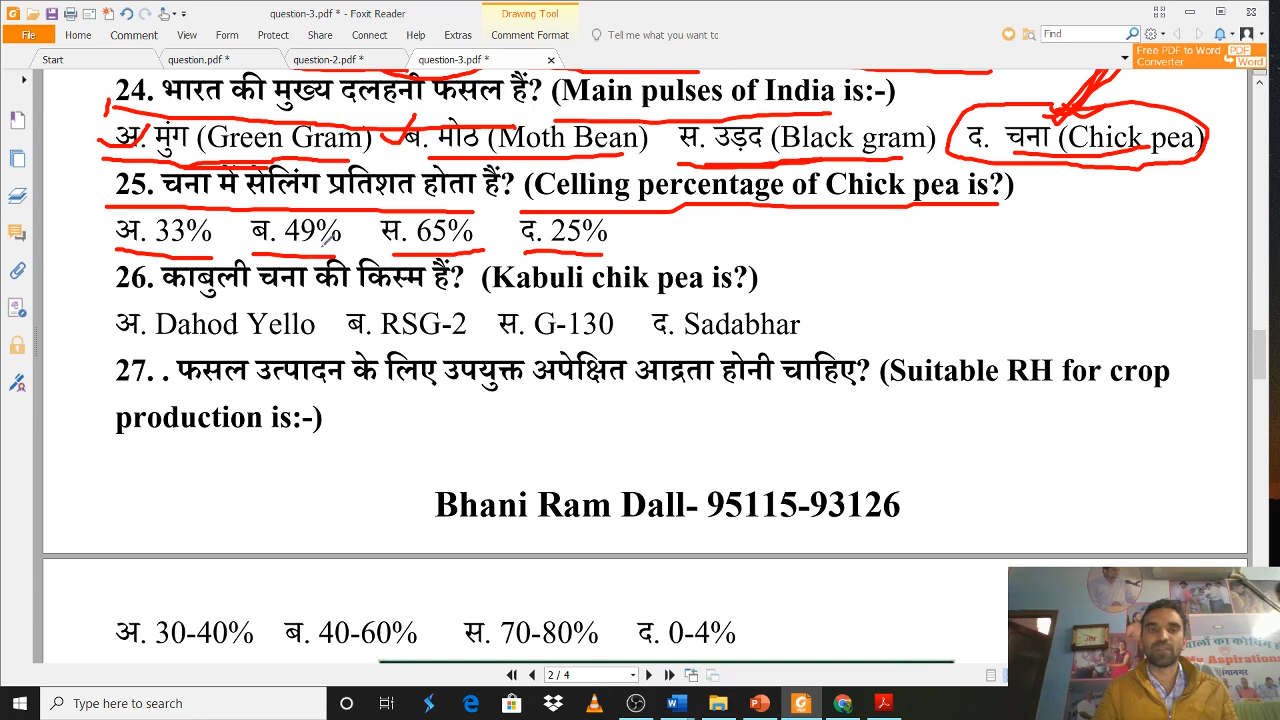 question-3.pdf * - Foxit Reader
Drawing Tool
File Home Comment View Form Protect Share Connect Help Extras Comment Format Tell me what you want to Find
Start question.pdf * question-2.pdf * question-3.pdf *
Free PDF to Word Converter
PDF
Word
24. भारत की मुख्य दलहनी फसल हैं? (Main pulses of India is:-)
अ. मुंग (Green Gram) ब. मोठ (Moth Bean) स. उड़द (Black gram) द. चना (Chick pea)
25. चना में सेलिंग प्रतिशत होता हैं? (Celling percentage of Chick pea is?)
अ. 33% ब. 49% स. 65% द. 25%
26. काबुली चना की किस्म हैं? (Kabuli chik pea is?)
अ. Dahod Yello ब. RSG-2 स. G-130 द. Sadabhar
27. . फसल उत्पादन के लिए उपयुक्त अपेक्षित आद्रता होनी चाहिए? (Suitable RH for crop
production is:-)
Bhani Ram Dall- 95115-93126
अ. 30-40% ब. 40-60% स. 70-80% द. 0-4%
वालों का कोचिंग
My Aspiration
गंगानगर
2 / 4
Type here to search